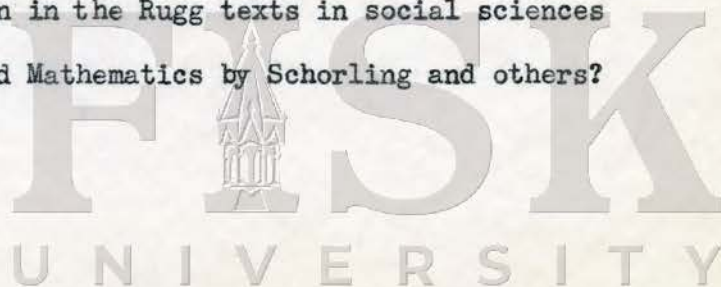 n in the Rugg texts in social sciences
d Mathematics by Schorling and others?
FISK
UNIVERSITY